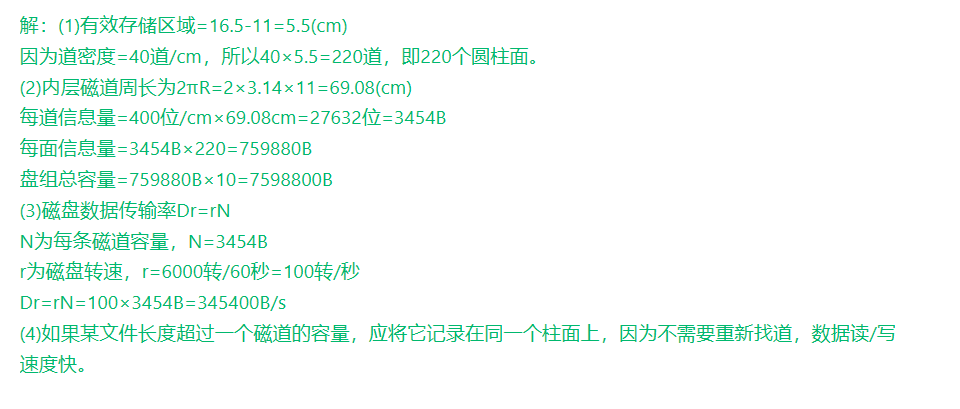 解：(1)有效存储区域=16.5-11=5.5(cm)
因为道密度=40道/cm，所以40×5.5=220道，即220个圆柱面。
(2)内层磁道周长为2πR=2×3.14×11=69.08(cm)
每道信息量=400位/cm×69.08cm=27632位=3454B
每面信息量=3454B×220=759880B
盘组总容量=759880B×10=7598800B
(3)磁盘数据传输率Dr=rN
N为每条磁道容量，N=3454B
r为磁盘转速，r=6000转/60秒=100转/秒
Dr=rN=100×3454B=345400B/s
(4)如果某文件长度超过一个磁道的容量，应将它记录在同一个柱面上，因为不需要重新找道，数据读/写
速度快。